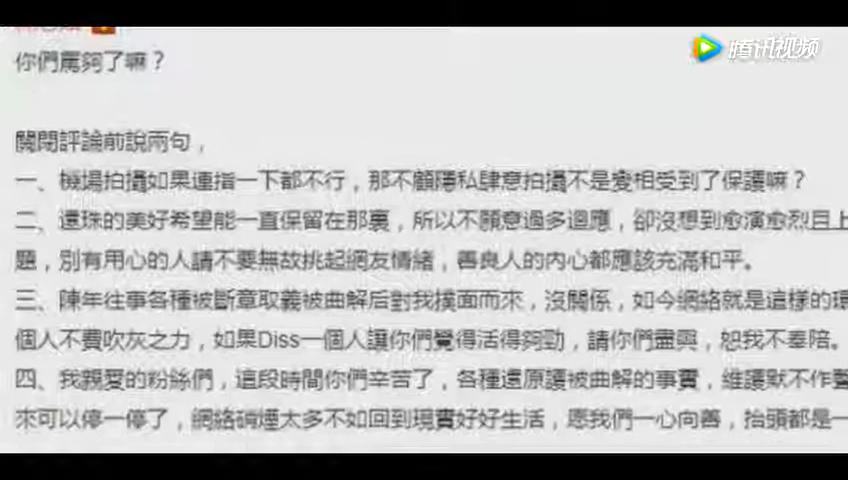 腾讯视频
你們罵夠了嘛？
關閉評論前說兩句，
一、機場拍攝如果連指一下都不行，那不顧隱私肆意拍攝不是變相受到了保護嘛？
二、還珠的美好希望能一直保留在那裏，所以不願意過多迴應，卻沒想到愈演愈烈且上
題，別有用心的人請不要無故挑起網友情緒，善良人的內心都應該充滿和平。
三、陳年往事各種被斷章取義被曲解后對我撲面而來，沒關係，如今網絡就是這樣的環
個人不費吹灰之力，如果Diss一個人讓你們覺得活得夠勁，請你們盡興，恕我不奉陪。
四、我親愛的粉絲們，這段時間你們辛苦了，各種還原讓被曲解的事實，維護默不作聲
來可以停一停了，網絡硝煙太多不如回到現實好好生活，愿我們一心向善，抬頭都是一